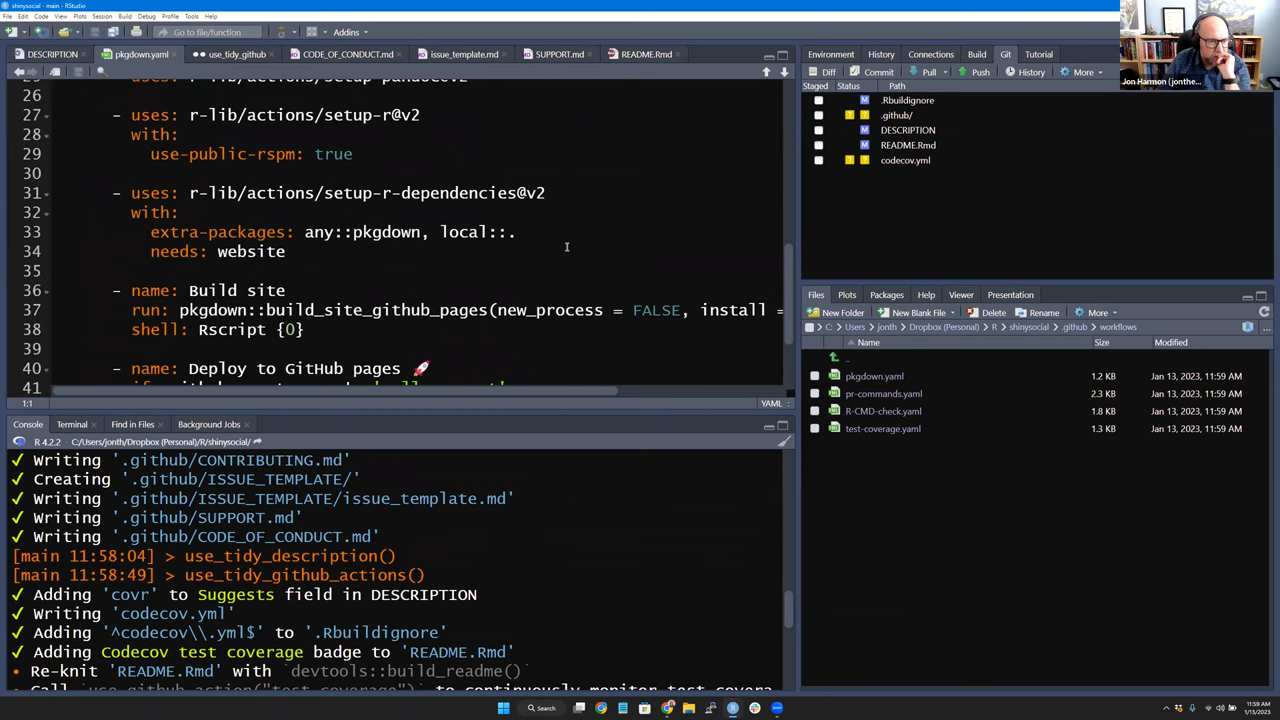 shinysocial - main - RStudio
File Edit Code View Plots Session Build Debug Profile Tools Help
Go to file/function
Addins
DESCRIPTION
pkgdown.yaml
use_tidy_github
CODE_OF_CONDUCT.md
issue_template.md
SUPPORT.md
README.Rmd
26
27 - uses: r-lib/actions/setup-r@v2
28 with:
29 use-public-rspm: true
30
31 - uses: r-lib/actions/setup-r-dependencies@v2
32 with:
33 extra-packages: any::pkgdown, local::.
34 needs: website
35
36 - name: Build site
37 run: pkgdown::build_site_github_pages(new_process = FALSE, install =
38 shell: Rscript {0}
39
40 - name: Deploy to GitHub pages 🚀
41
1:1
YAML
Console
Terminal
Find in Files
Background Jobs
R 4.2.2 · C:/Users/jonth/Dropbox (Personal)/R/shinysocial/
✓ Writing '.github/CONTRIBUTING.md'
✓ Creating '.github/ISSUE_TEMPLATE/'
✓ Writing '.github/ISSUE_TEMPLATE/issue_template.md'
✓ Writing '.github/SUPPORT.md'
✓ Writing '.github/CODE_OF_CONDUCT.md'
[main 11:58:04] > use_tidy_description()
[main 11:58:49] > use_tidy_github_actions()
✓ Adding 'covr' to Suggests field in DESCRIPTION
✓ Writing 'codecov.yml'
✓ Adding '^codecov\\.yml$' to '.Rbuildignore'
✓ Adding Codecov test coverage badge to 'README.Rmd'
• Re-knit 'README.Rmd' with `devtools::build_readme()`
• Call `use_github_action("test-coverage")` to continuously monitor test covera
Environment
History
Connections
Build
Git
Tutorial
Diff
Commit
Pull
Push
History
More
Staged Status Path
M .Rbuildignore
? ? .github/
M DESCRIPTION
M README.Rmd
? ? codecov.yml
Files
Plots
Packages
Help
Viewer
Presentation
New Folder
New Blank File
Delete
Rename
More
C: Users jonth Dropbox (Personal) R shinysocial .github workflows
Name Size Modified
..
pkgdown.yaml 1.2 KB Jan 13, 2023, 11:59 AM
pr-commands.yaml 2.3 KB Jan 13, 2023, 11:59 AM
R-CMD-check.yaml 1.8 KB Jan 13, 2023, 11:59 AM
test-coverage.yaml 1.3 KB Jan 13, 2023, 11:59 AM
Jon Harmon (jonthe...
Search
11:59 AM
1/13/2023